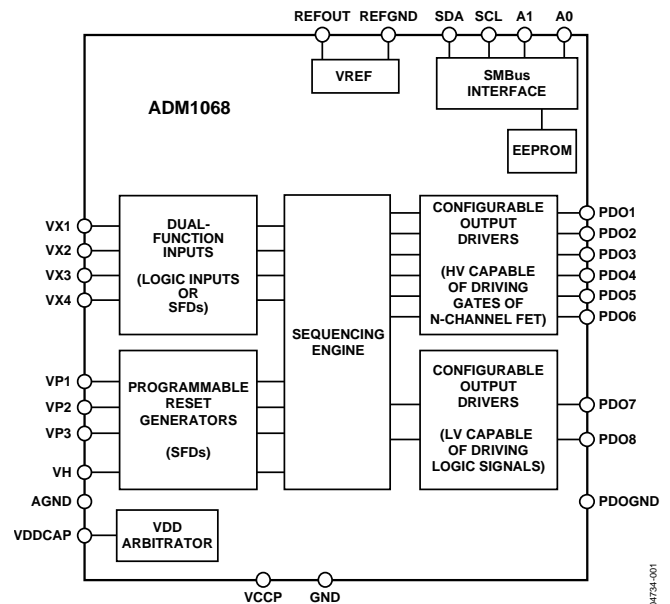 REFOUT REFGND SDA SCL A1 A0
VREF
SMBus
INTERFACE
ADM1068
EEPROM
VX1
VX2
VX3
VX4
DUAL-
FUNCTION
INPUTS
(LOGIC INPUTS
OR
SFDs)
SEQUENCING
ENGINE
CONFIGURABLE
OUTPUT
DRIVERS
(HV CAPABLE
OF DRIVING
GATES OF
N-CHANNEL FET)
PDO1
PDO2
PDO3
PDO4
PDO5
PDO6
VP1
VP2
VP3
VH
PROGRAMMABLE
RESET
GENERATORS
(SFDs)
CONFIGURABLE
OUTPUT
DRIVERS
(LV CAPABLE
OF DRIVING
LOGIC SIGNALS)
PDO7
PDO8
AGND
PDOGND
VDDCAP
VDD
ARBITRATOR
VCCP GND
04734-001